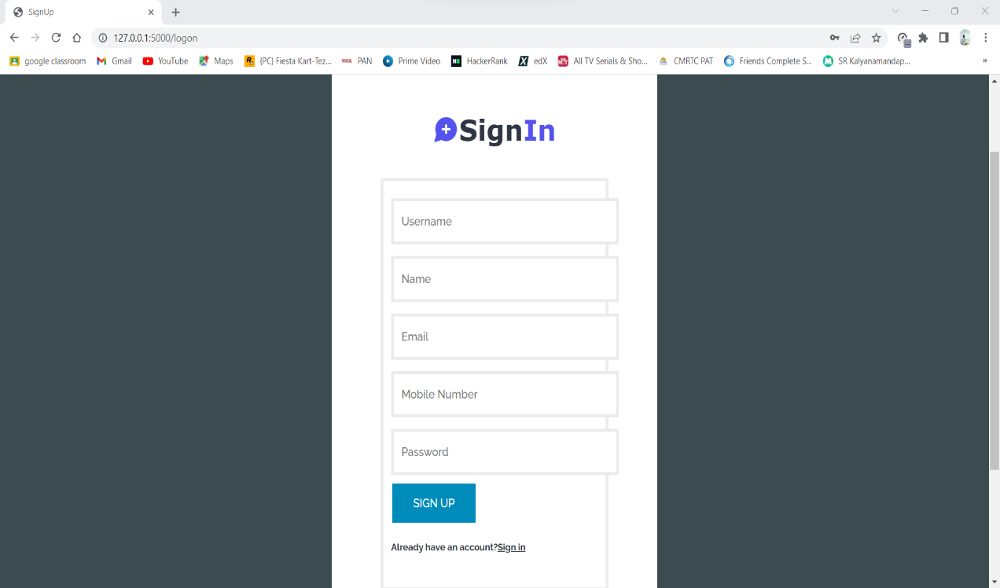 SignUp
127.0.0.1:5000/logon
google classroom Gmail YouTube Maps {PC} Fiesta Kart-Tez... PAN Prime Video HackerRank edX All TV Serials & Sho... CMRTC PAT Friends Complete S... SR Kalyanamandap... »
SignIn
Username
Name
Email
Mobile Number
Password
SIGN UP
Already have an account?Sign in